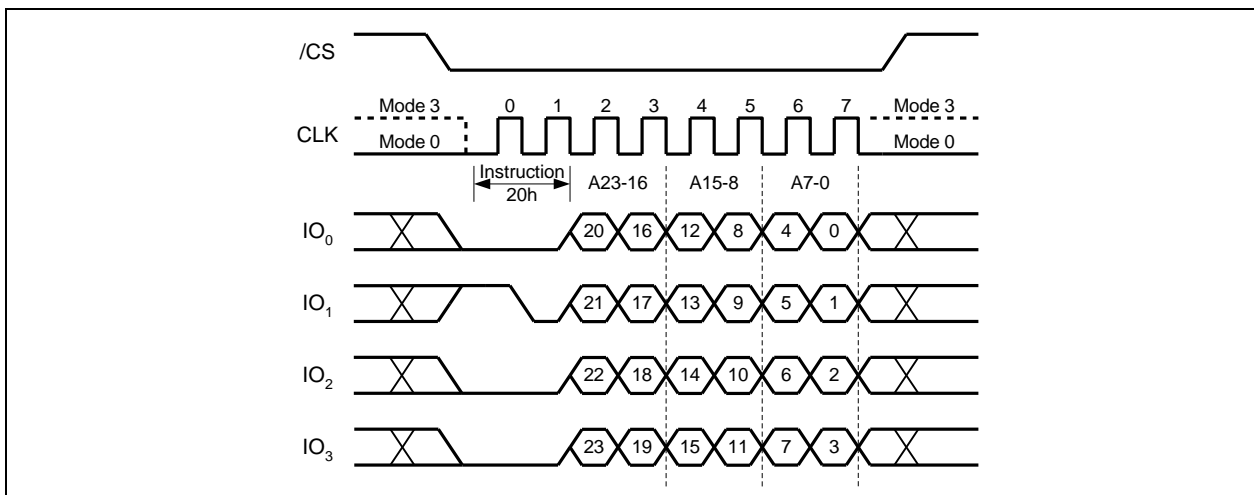 /CS
Mode 3 0 1 2 3 4 5 6 7 Mode 3
CLK
Mode 0 Mode 0
Instruction A23-16 A15-8 A7-0
20h
IO0 20 16 12 8 4 0
IO1 21 17 13 9 5 1
IO2 22 18 14 10 6 2
IO3 23 19 15 11 7 3